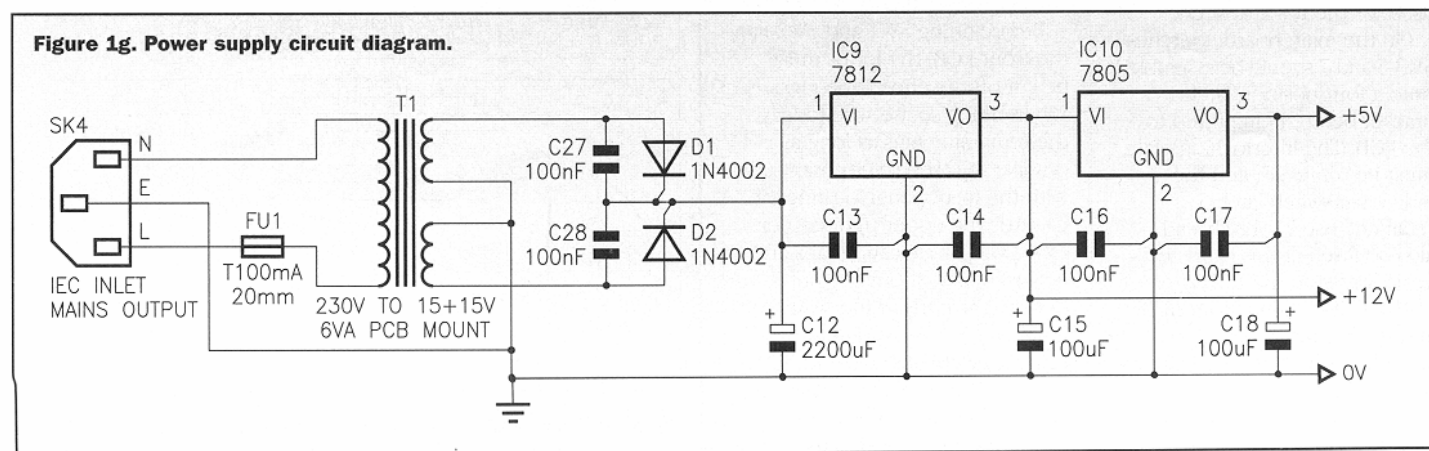 Figure 1g. Power supply circuit diagram.
SK4
N
E
L
IEC INLET
MAINS OUTPUT
FU1
T100mA
20mm
T1
230V TO 15+15V
6VA PCB MOUNT
C27
100nF
C28
100nF
D1
1N4002
D2
1N4002
IC9
7812
1
VI
VO
3
GND
2
IC10
7805
1
VI
VO
3
GND
2
C13
100nF
C14
100nF
C16
100nF
C17
100nF
+
C12
2200uF
+
C15
100uF
+
C18
100uF
+5V
+12V
0V